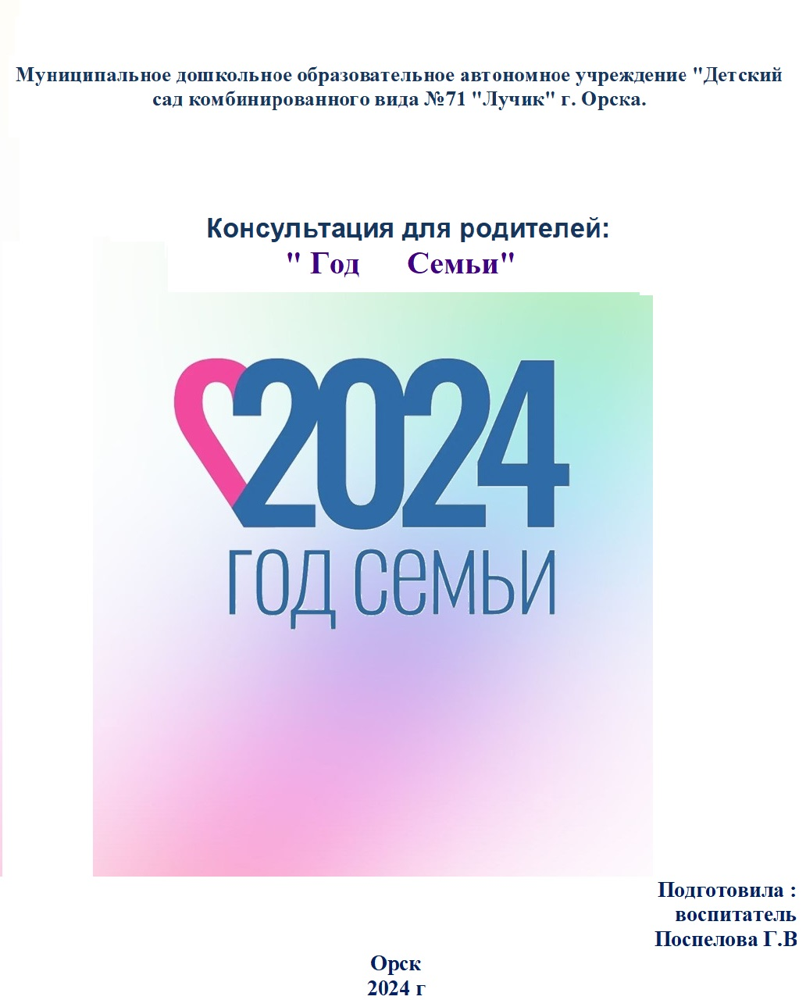 Муниципальное дошкольное образовательное автономное учреждение "Детский
сад комбинированного вида №71 "Лучик" г. Орска.
Консультация для родителей:
" Год Семьи"
2024
ГОД СЕМЬИ
Подготовила :
воспитатель
Поспелова Г.В
Орск
2024 г